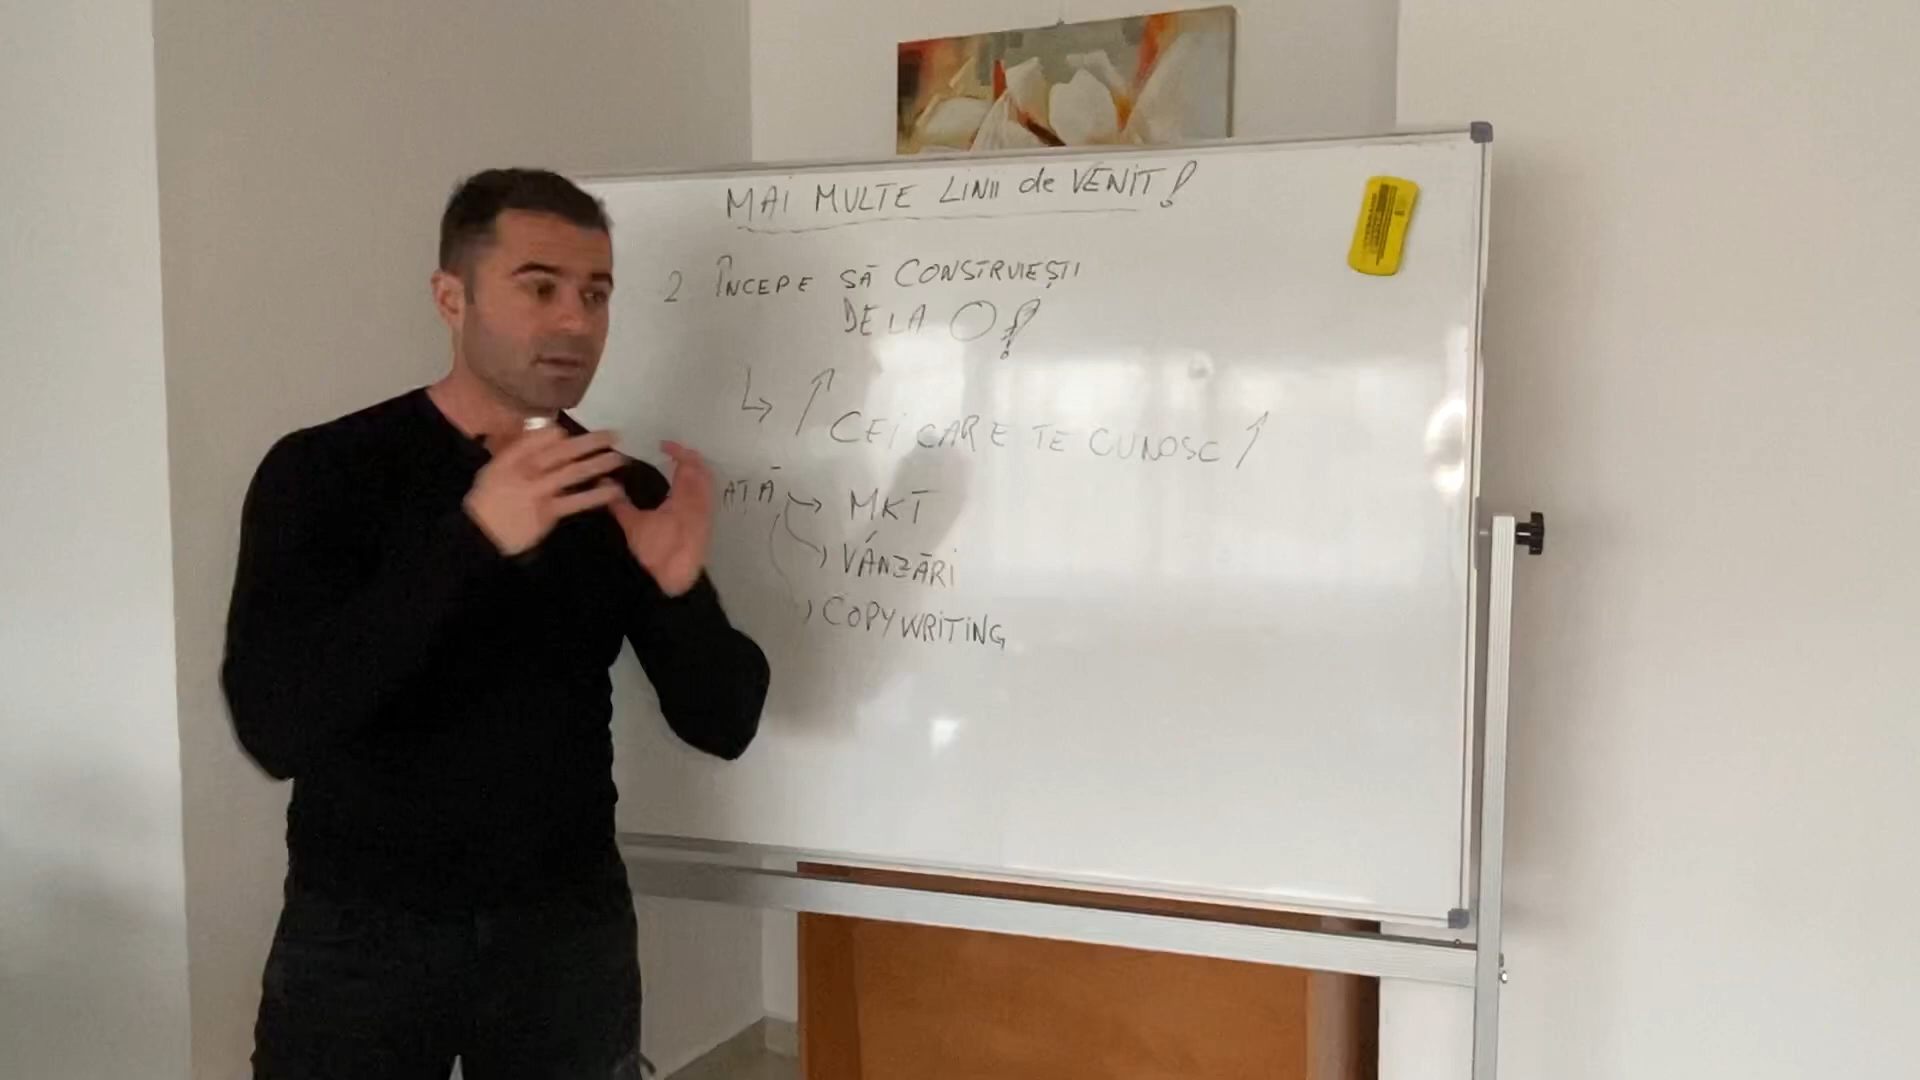 MAI MULTE LINII de VENIT!
2. ÎNCEPE SĂ CONSTRUIEȘTI
DE LA 0!
↳ ↑ CEI CARE TE CUNOSC ↑
→ MKT
VÂNZĂRI
COPYWRITING